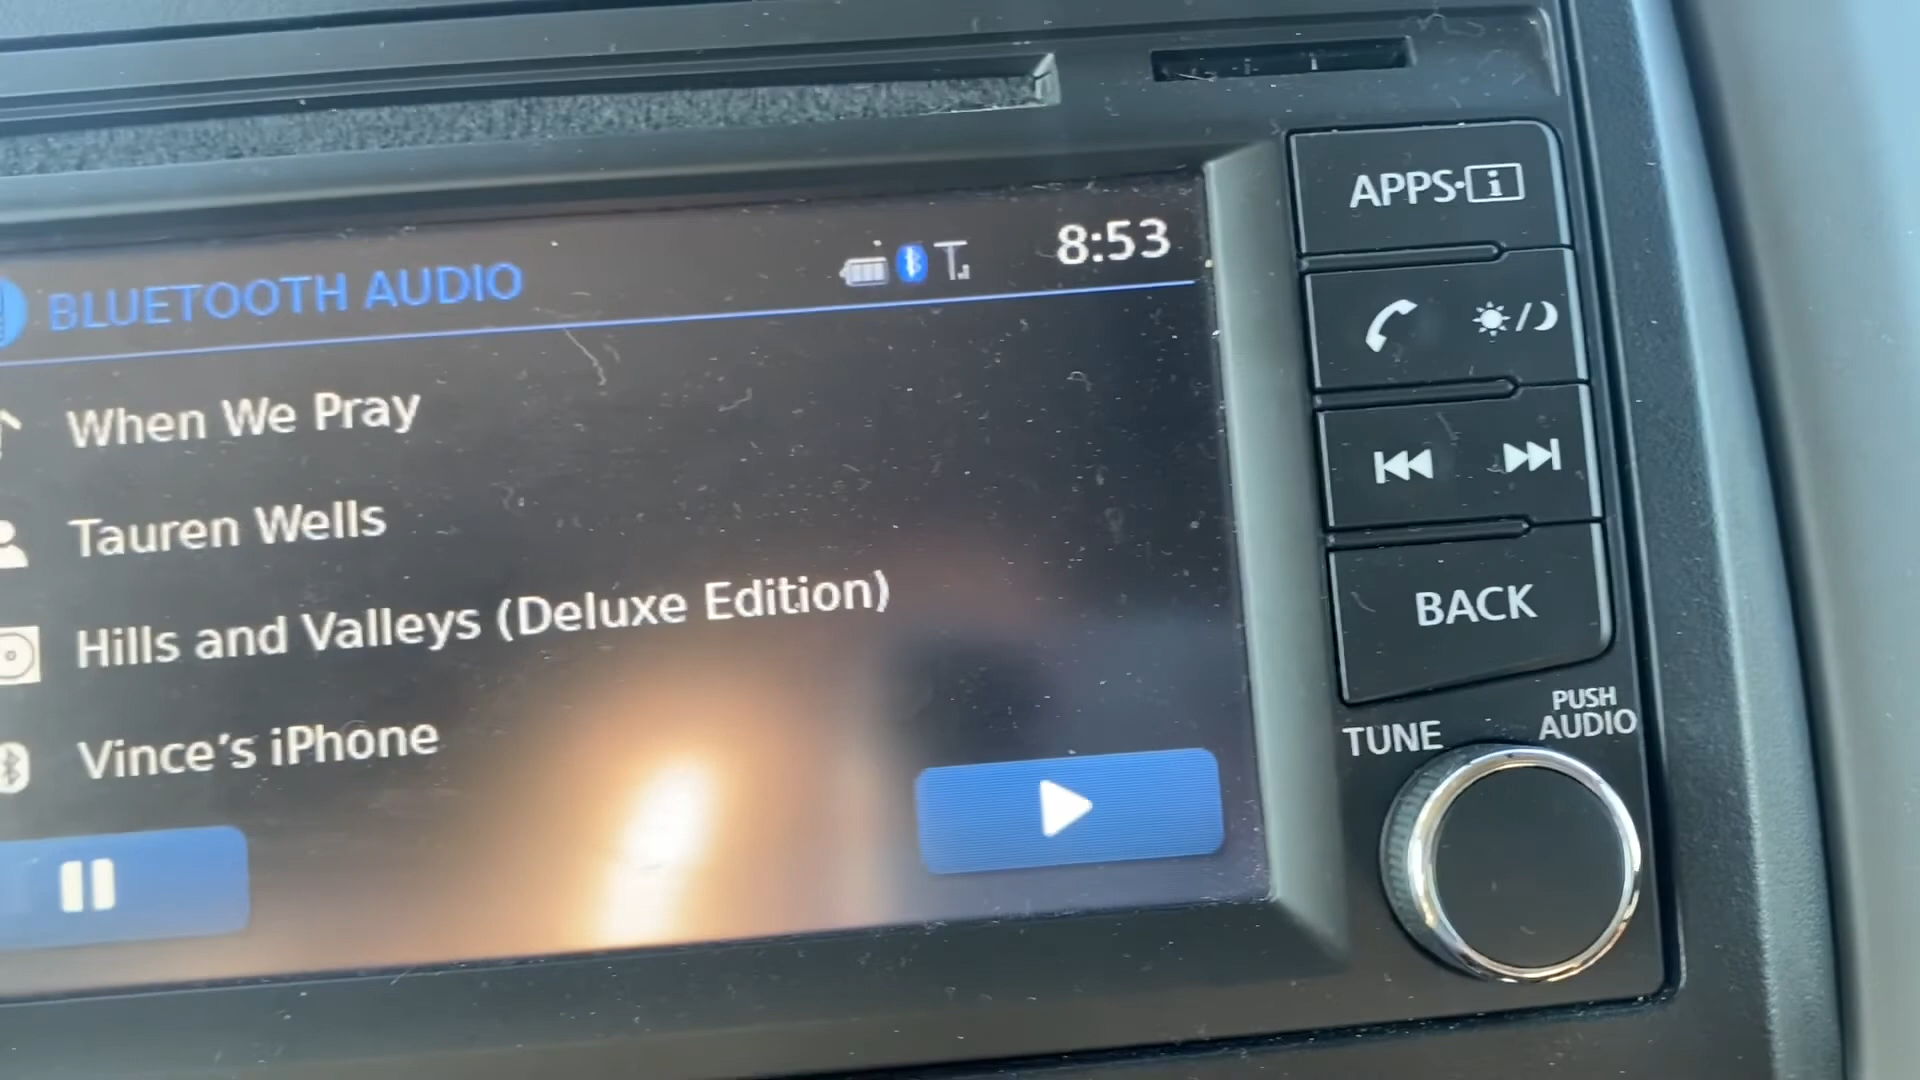 BLUETOOTH AUDIO
8:53
When We Pray
Tauren Wells
Hills and Valleys (Deluxe Edition)
Vince's iPhone
APPS·i
BACK
TUNE
PUSH
AUDIO